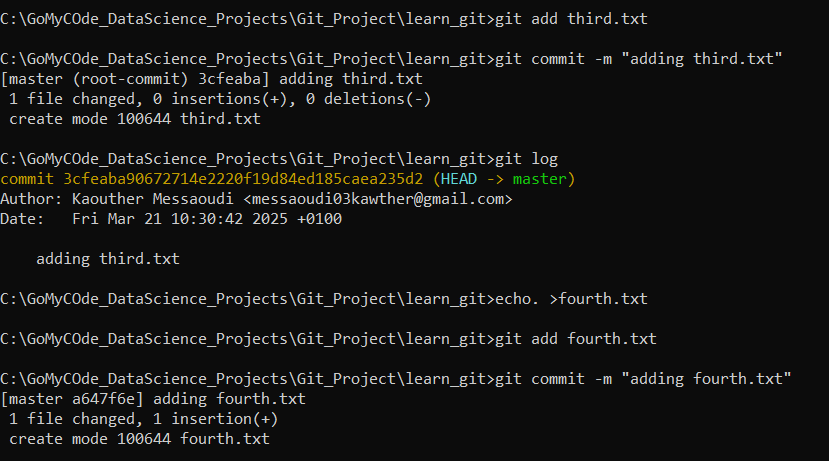 C:\GoMyCOde_DataScience_Projects\Git_Project\learn_git>git add third.txt
C:\GoMyCOde_DataScience_Projects\Git_Project\learn_git>git commit -m "adding third.txt"
[master (root-commit) 3cfeaba] adding third.txt
 1 file changed, 0 insertions(+), 0 deletions(-)
 create mode 100644 third.txt
C:\GoMyCOde_DataScience_Projects\Git_Project\learn_git>git log
commit 3cfeaba90672714e2220f19d84ed185caea235d2 (HEAD -> master)
Author: Kaouther Messaoudi <messaoudi03kawther@gmail.com>
Date:   Fri Mar 21 10:30:42 2025 +0100
    adding third.txt
C:\GoMyCOde_DataScience_Projects\Git_Project\learn_git>echo. >fourth.txt
C:\GoMyCOde_DataScience_Projects\Git_Project\learn_git>git add fourth.txt
C:\GoMyCOde_DataScience_Projects\Git_Project\learn_git>git commit -m "adding fourth.txt"
[master a647f6e] adding fourth.txt
 1 file changed, 1 insertion(+)
 create mode 100644 fourth.txt